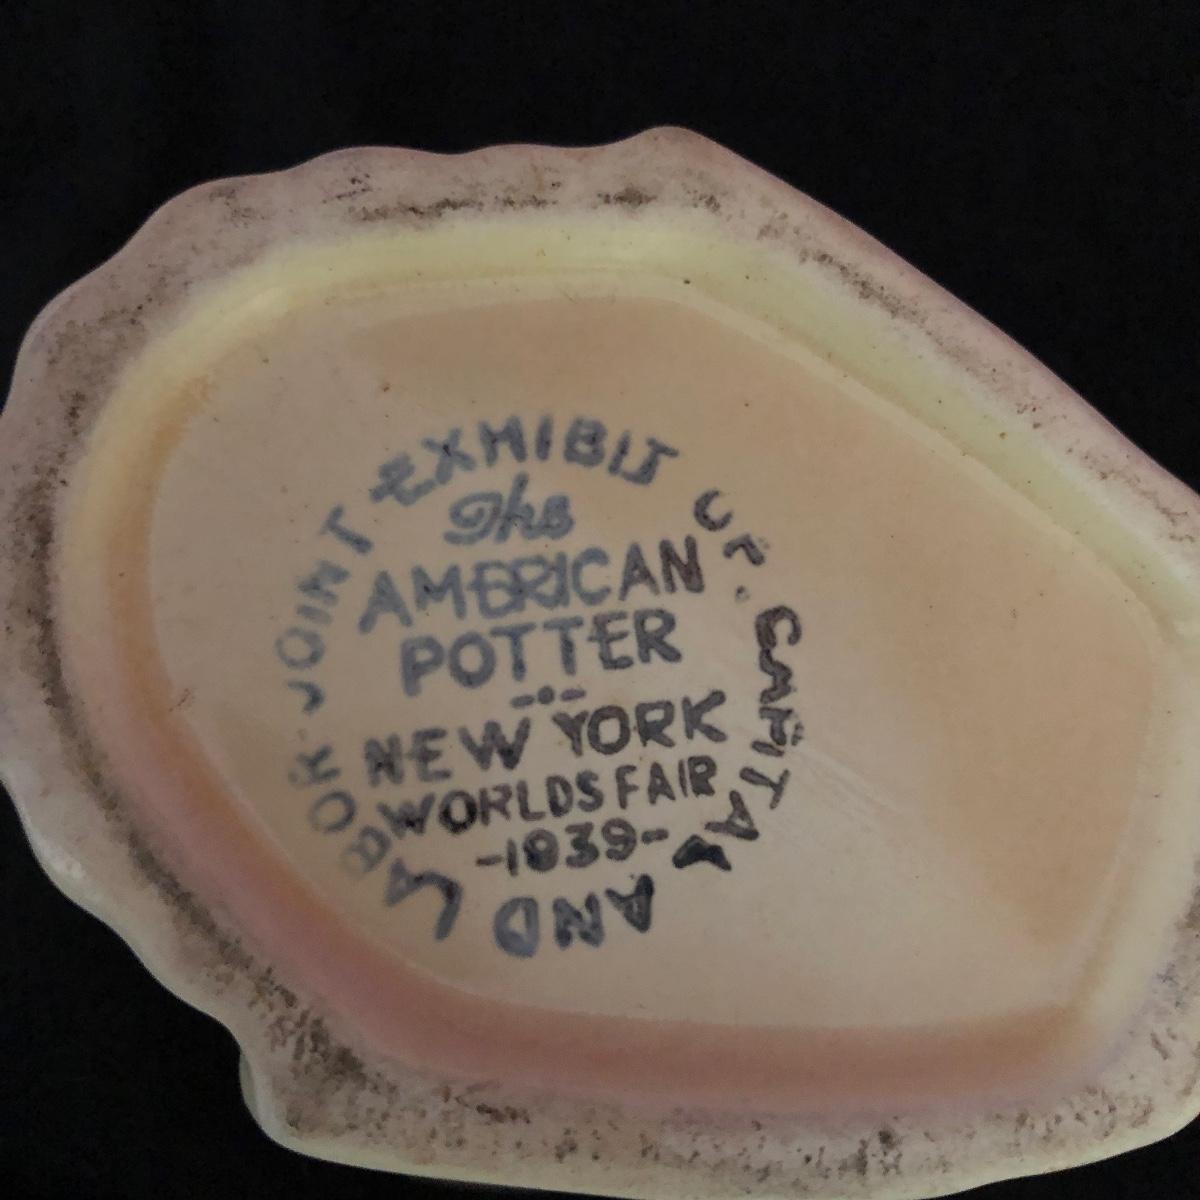 JOINT EXHIBIT OF CAPITAL AND LABOR
The
AMERICAN
POTTER
NEW YORK
WORLDS FAIR
-1939-